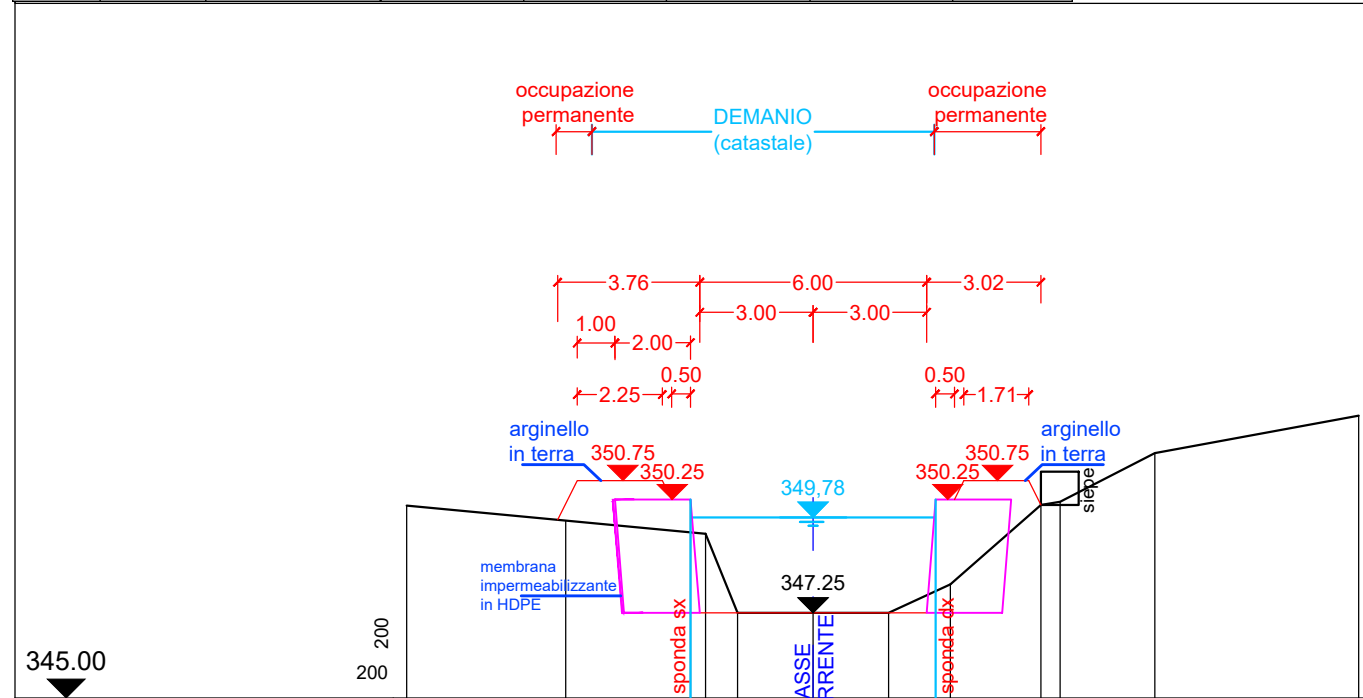 occupazione
permanente
DEMANIO
(catastale)
occupazione
permanente
3.76
6.00
3.02
3.00
3.00
1.00
2.00
0.50
0.50
2.25
1.71
arginello
in terra
350.75
350.25
349,78
350.75
350.25
arginello
in terra
siepe
membrana
impermeabilizzante
in HDPE
347.25
sponda sx
ASSE
RRENTE
sponda dx
200
200
345.00